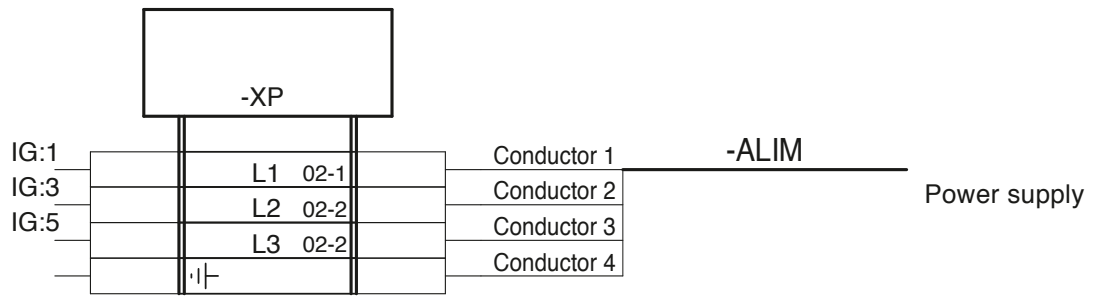 -XP
IG:1 L1 02-1 Conductor 1 -ALIM
IG:3 L2 02-2 Conductor 2 Power supply
IG:5 L3 02-2 Conductor 3
Conductor 4